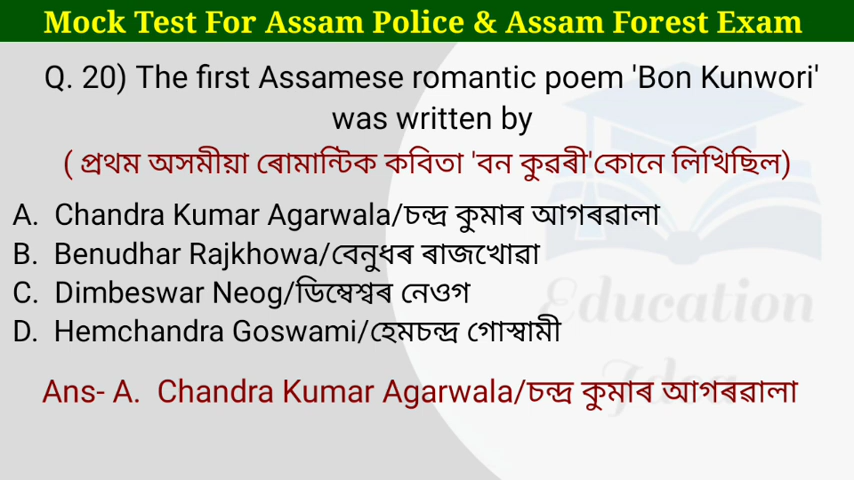 Mock Test For Assam Police & Assam Forest Exam
Q. 20) The first Assamese romantic poem 'Bon Kunwori'
was written by
( প্ৰথম অসমীয়া ৰোমান্টিক কবিতা 'বন কুৱৰী'কোনে লিখিছিল)
A. Chandra Kumar Agarwala/চন্দ্ৰ কুমাৰ আগৰৱালা
B. Benudhar Rajkhowa/বেনুধৰ ৰাজখোৱা
C. Dimbeswar Neog/ডিম্বেশ্বৰ নেওগ
D. Hemchandra Goswami/হেমচন্দ্ৰ গোস্বামী
Education
Ans- A. Chandra Kumar Agarwala/চন্দ্ৰ কুমাৰ আগৰৱালা